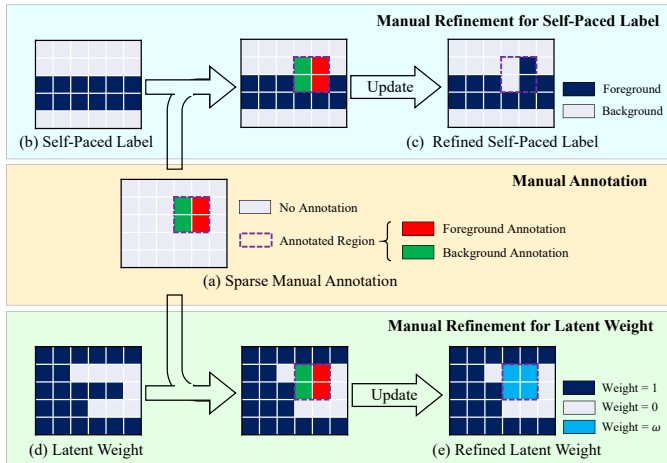 Manual Refinement for Self-Paced Label
Update
Foreground
Background
(b) Self-Paced Label
(c) Refined Self-Paced Label
Manual Annotation
No Annotation
Annotated Region
Foreground Annotation
Background Annotation
(a) Sparse Manual Annotation
Manual Refinement for Latent Weight
Update
Weight = 1
Weight = 0
Weight = ω
(d) Latent Weight
(e) Refined Latent Weight